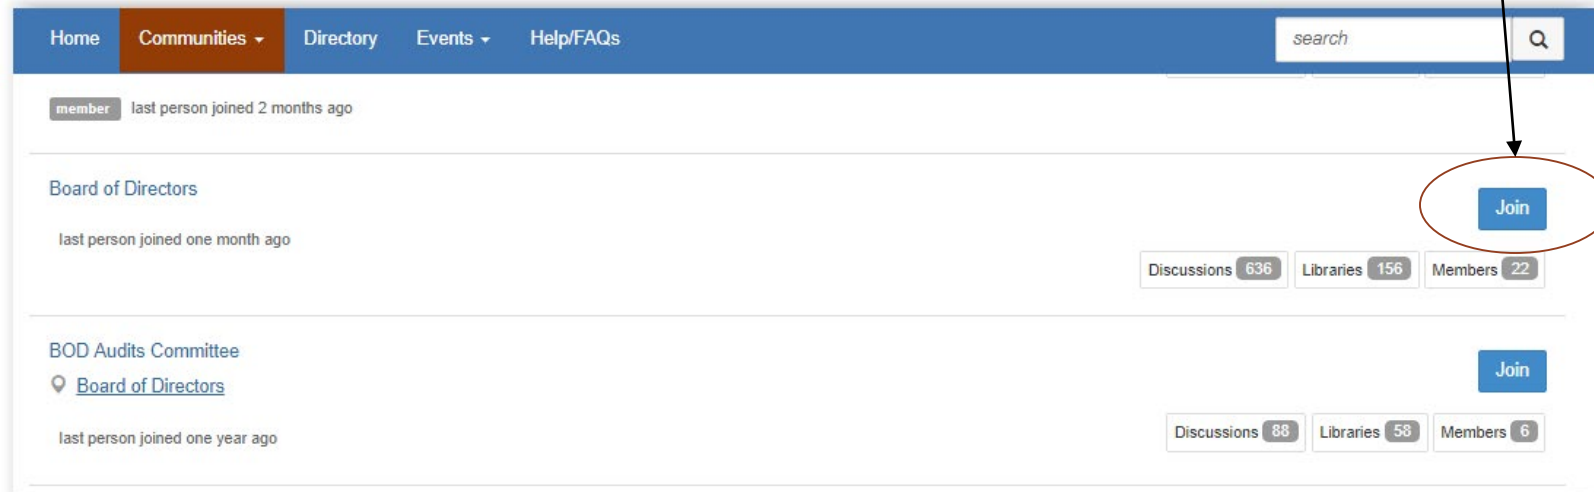 Home Communities Directory Events Help/FAQs search
member last person joined 2 months ago
Board of Directors
Join
last person joined one month ago
Discussions 636 Libraries 156 Members 22
BOD Audits Committee
Join
Board of Directors
last person joined one year ago
Discussions 88 Libraries 58 Members 6